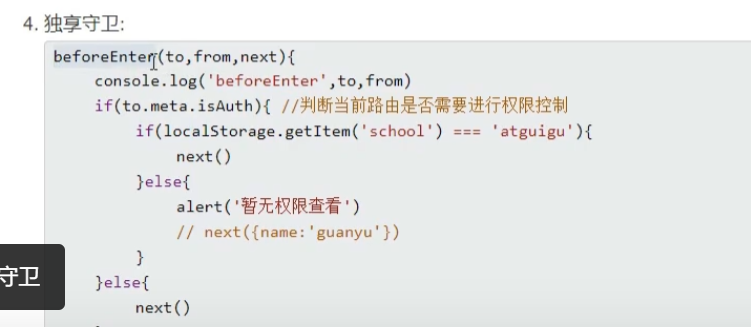 4. 独享守卫:
beforeEnter(to,from,next){
console.log('beforeEnter',to,from)
if(to.meta.isAuth){ //判断当前路由是否需要进行权限控制
if(localStorage.getItem('school') === 'atguigu'){
next()
}else{
alert('暂无权限查看')
// next({name:'guanyu'})
}
守卫
}else{
next()